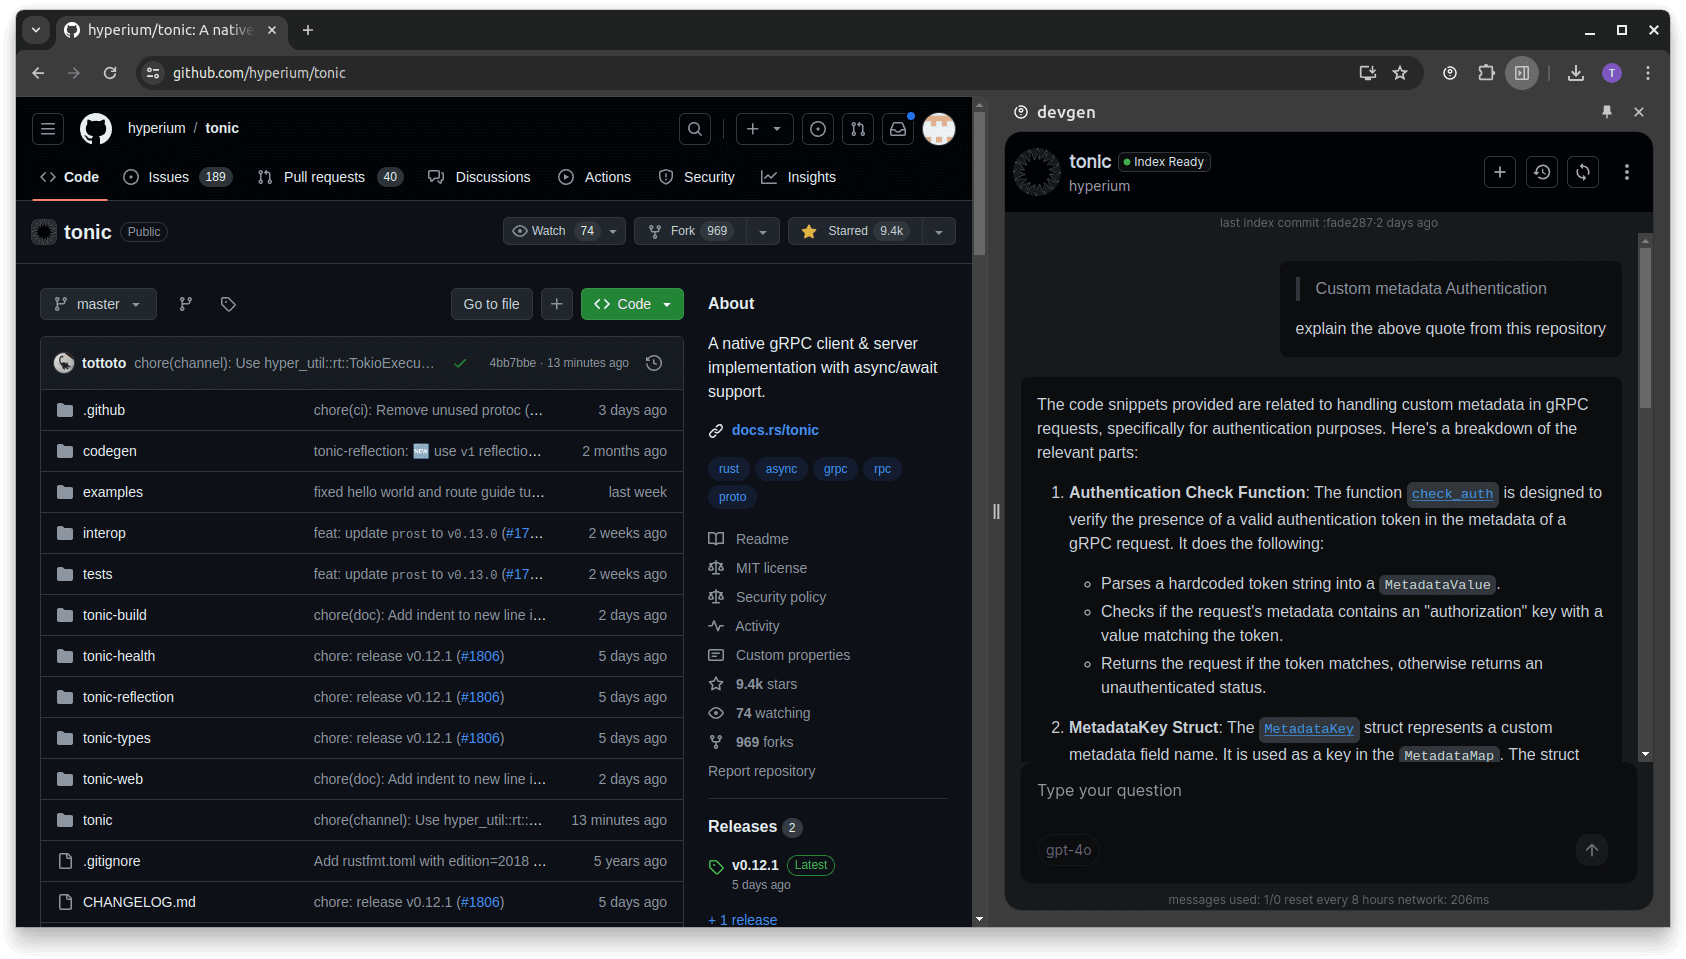 hyperium/tonic: A native
github.com/hyperium/tonic
T
hyperium / tonic
Code
Issues 189
Pull requests 40
Discussions
Actions
Security
Insights
tonic Public
Watch 74
Fork 969
Starred 9.4k
master
Go to file
Code
tottoto chore(channel): Use hyper_util::rt::TokioExecu... 4bb7bbe · 13 minutes ago
.github chore(ci): Remove unused protoc (... 3 days ago
codegen tonic-reflection: 🆕 use v1 reflectio... 2 months ago
examples fixed hello world and route guide tu... last week
interop feat: update prost to v0.13.0 (#17... 2 weeks ago
tests feat: update prost to v0.13.0 (#17... 2 weeks ago
tonic-build chore(doc): Add indent to new line i... 2 days ago
tonic-health chore: release v0.12.1 (#1806) 5 days ago
tonic-reflection chore: release v0.12.1 (#1806) 5 days ago
tonic-types chore: release v0.12.1 (#1806) 5 days ago
tonic-web chore(doc): Add indent to new line i... 2 days ago
tonic chore(channel): Use hyper_util::rt::... 13 minutes ago
.gitignore Add rustfmt.toml with edition=2018 ... 5 years ago
CHANGELOG.md chore: release v0.12.1 (#1806) 5 days ago
About
A native gRPC client & server
implementation with async/await
support.
docs.rs/tonic
rust async grpc rpc
proto
Readme
MIT license
Security policy
Activity
Custom properties
9.4k stars
74 watching
969 forks
Report repository
Releases 2
v0.12.1 Latest
5 days ago
+ 1 release
devgen
tonic Index Ready
hyperium
last index commit :fade287·2 days ago
Custom metadata Authentication
explain the above quote from this repository
The code snippets provided are related to handling custom metadata in gRPC
requests, specifically for authentication purposes. Here's a breakdown of the
relevant parts:
1. Authentication Check Function: The function check_auth is designed to
verify the presence of a valid authentication token in the metadata of a
gRPC request. It does the following:
Parses a hardcoded token string into a MetadataValue.
Checks if the request's metadata contains an "authorization" key with a
value matching the token.
Returns the request if the token matches, otherwise returns an
unauthenticated status.
2. MetadataKey Struct: The MetadataKey struct represents a custom
metadata field name. It is used as a key in the MetadataMap. The struct
Type your question
gpt-4o
messages used: 1/0 reset every 8 hours network: 206ms